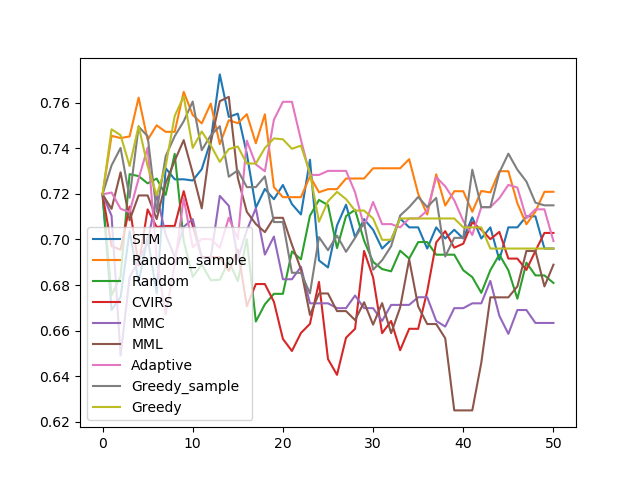 0.76
0.74
0.72
0.70
0.68
0.66
0.64
0.62
STM
Random_sample
Random
CVIRS
MMC
MML
Adaptive
Greedy_sample
Greedy
0
10
20
30
40
50